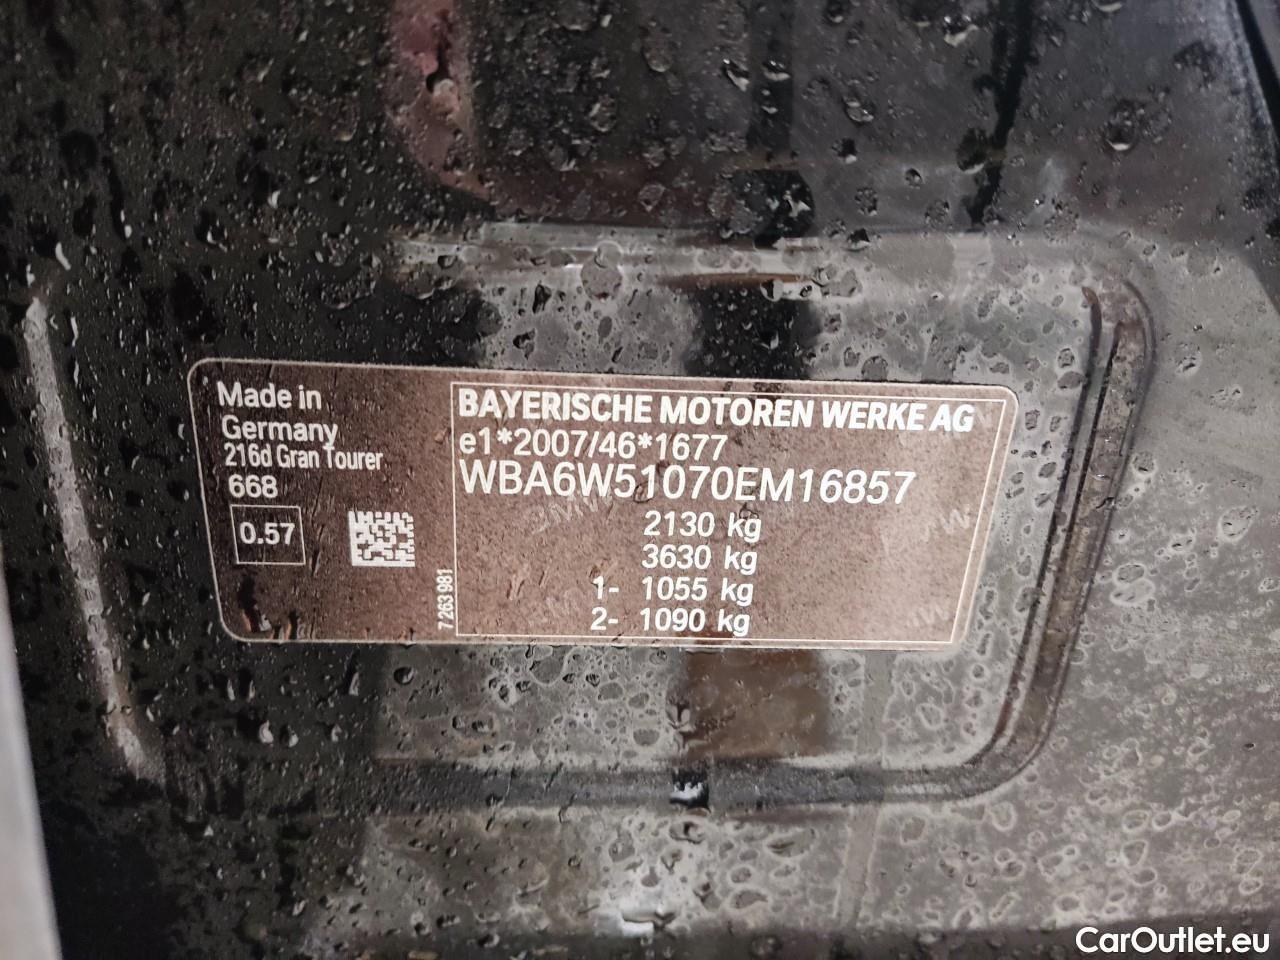 Made in
Germany
216d Gran Tourer
668
0.57
7 263 981
BAYERISCHE MOTOREN WERKE AG
e1*2007/46*1677
WBA6W51070EM16857
2130 kg
3630 kg
1- 1055 kg
2- 1090 kg
CarOutlet.eu